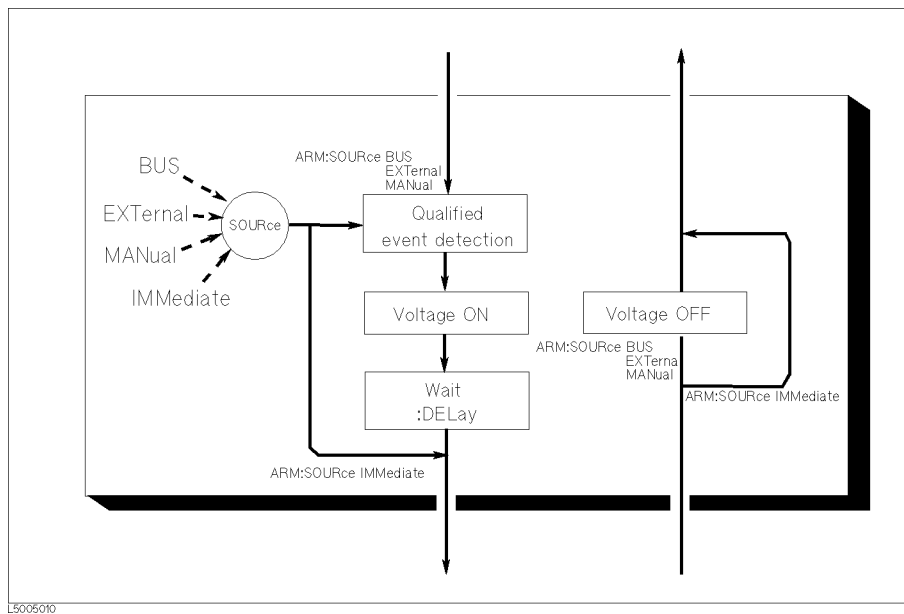 ARM:SOURce BUS
EXTernal
MANual
BUS
EXTernal
MANual
IMMediate
SOURce
Qualified
event detection
Voltage ON
Wait
:DELay
ARM:SOURce IMMediate
Voltage OFF
ARM:SOURce BUS
EXTerna
MANual
ARM:SOURce IMMediate
L5005010